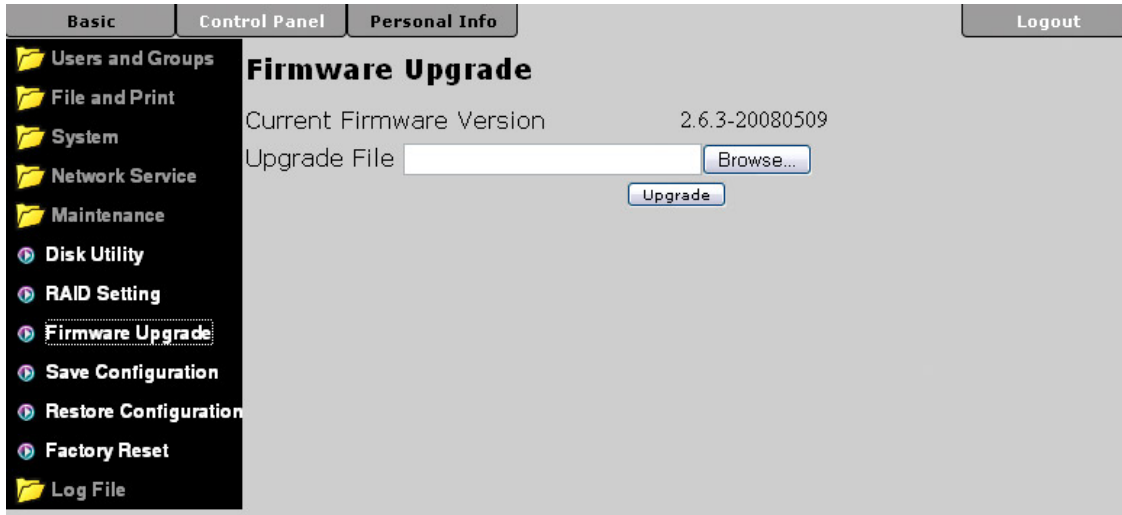 Basic Control Panel Personal Info Logout
Users and Groups
File and Print
System
Network Service
Maintenance
Disk Utility
RAID Setting
Firmware Upgrade
Save Configuration
Restore Configuration
Factory Reset
Log File
Firmware Upgrade
Current Firmware Version 2.6.3-20080509
Upgrade File Browse...
Upgrade